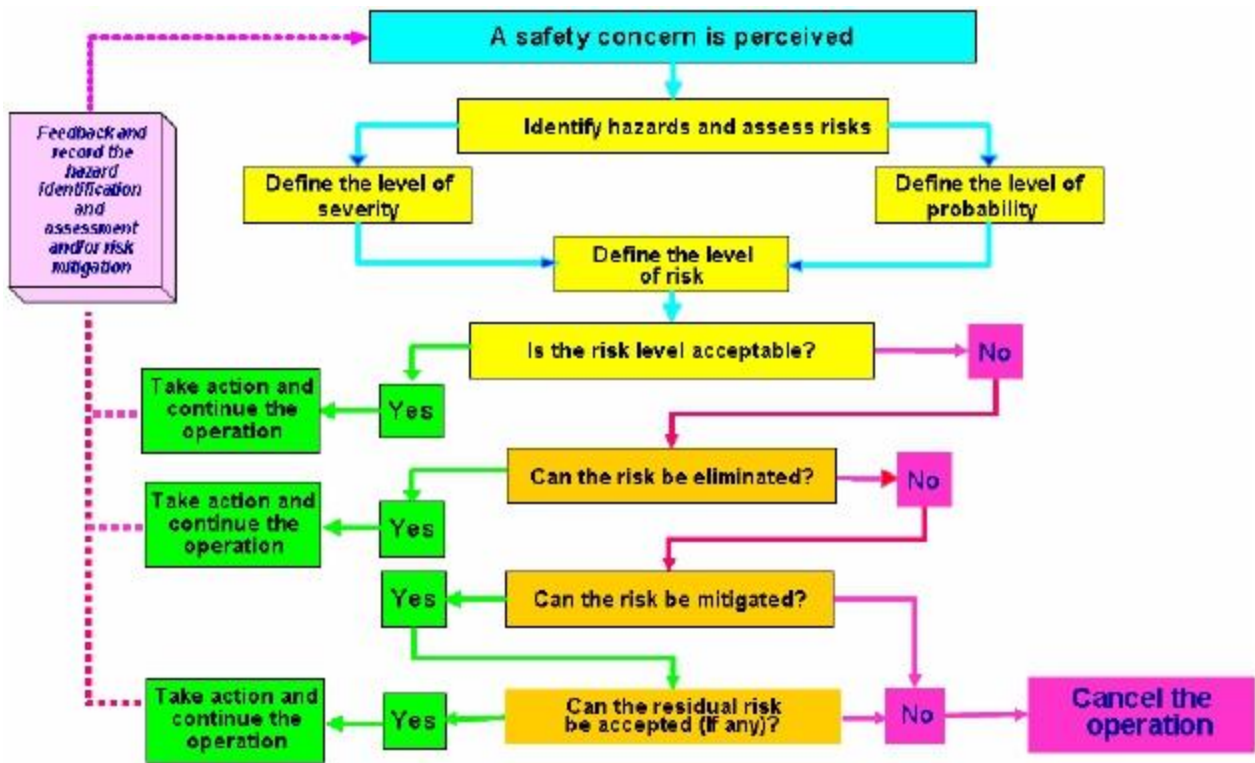 A safety concern is perceived
Feedback and
record the
hazard
identification
and
assessment
and/or risk
mitigation
Identify hazards and assess risks
Define the level of
severity
Define the level of
probability
Define the level
of risk
Is the risk level acceptable?
No
Yes
Take action and
continue the
operation
Can the risk be eliminated?
No
Yes
Take action and
continue the
operation
Can the risk be mitigated?
Yes
Can the residual risk
be accepted (if any)?
No
Cancel the
operation
Yes
Take action and
continue the
operation